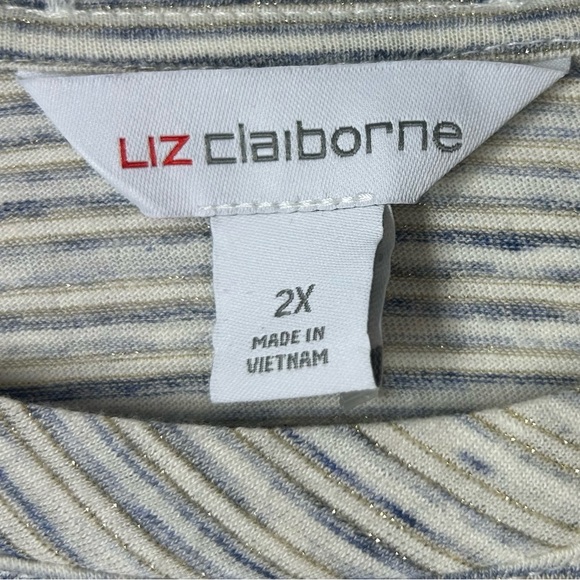 LIZ claiborne
2X
MADE IN
VIETNAM